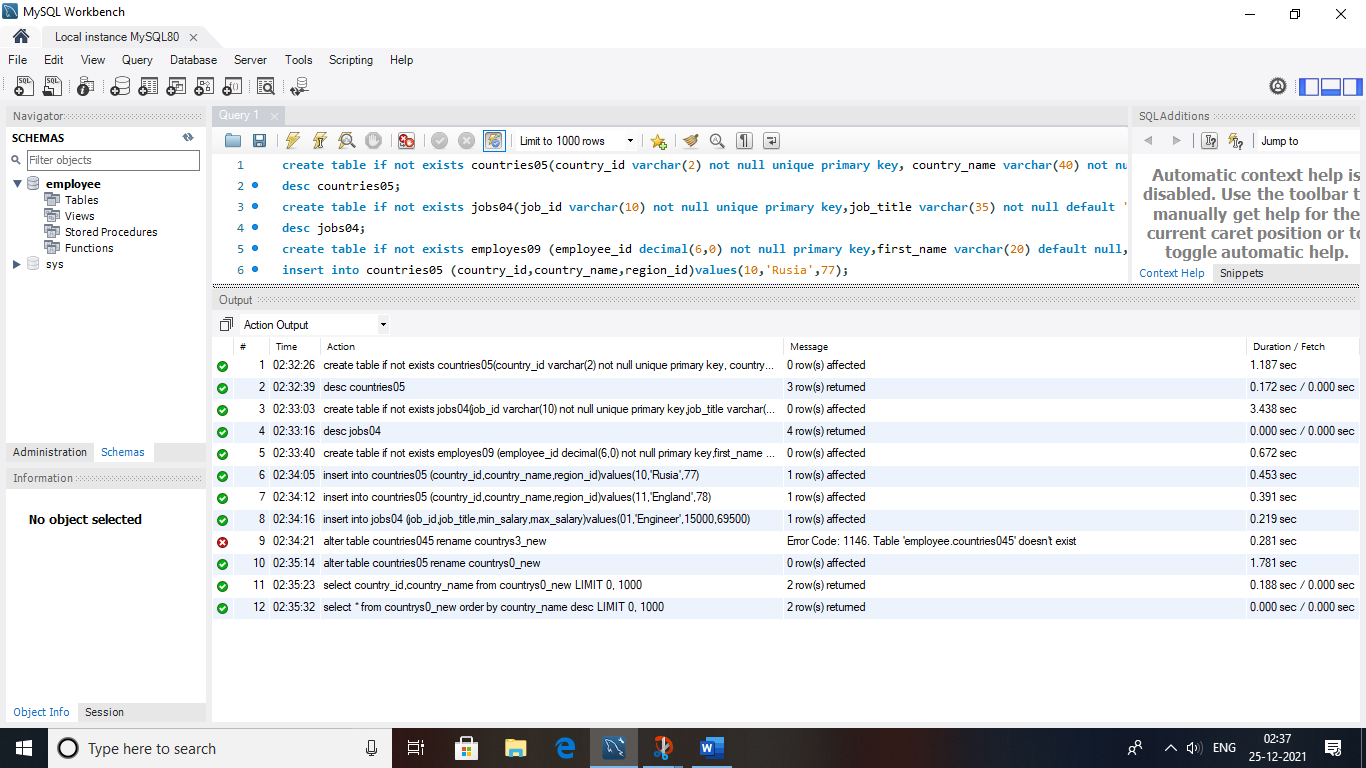 MySQL Workbench
Local instance MySQL80
File Edit View Query Database Server Tools Scripting Help
Navigator
SCHEMAS
Filter objects
employee
Tables
Views
Stored Procedures
Functions
sys
Administration Schemas
Information
No object selected
Object Info Session
Query 1
Limit to 1000 rows
1 create table if not exists countries05(country_id varchar(2) not null unique primary key, country_name varchar(40) not nu
2 desc countries05;
3 create table if not exists jobs04(job_id varchar(10) not null unique primary key,job_title varchar(35) not null default '
4 desc jobs04;
5 create table if not exists employes09 (employee_id decimal(6,0) not null primary key,first_name varchar(20) default null,
6 insert into countries05 (country_id,country_name,region_id)values(10,'Rusia',77);
SQLAdditions
Jump to
Automatic context help is
disabled. Use the toolbar t
manually get help for the
current caret position or to
toggle automatic help.
Context Help Snippets
Output
Action Output
# Time Action Message Duration / Fetch
1 02:32:26 create table if not exists countries05(country_id varchar(2) not null unique primary key, country... 0 row(s) affected 1.187 sec
2 02:32:39 desc countries05 3 row(s) returned 0.172 sec / 0.000 sec
3 02:33:03 create table if not exists jobs04(job_id varchar(10) not null unique primary key,job_title varchar(... 0 row(s) affected 3.438 sec
4 02:33:16 desc jobs04 4 row(s) returned 0.000 sec / 0.000 sec
5 02:33:40 create table if not exists employes09 (employee_id decimal(6,0) not null primary key,first_name ... 0 row(s) affected 0.672 sec
6 02:34:05 insert into countries05 (country_id,country_name,region_id)values(10,'Rusia',77) 1 row(s) affected 0.453 sec
7 02:34:12 insert into countries05 (country_id,country_name,region_id)values(11,'England',78) 1 row(s) affected 0.391 sec
8 02:34:16 insert into jobs04 (job_id,job_title,min_salary,max_salary)values(01,'Engineer',15000,69500) 1 row(s) affected 0.219 sec
9 02:34:21 alter table countries045 rename countrys3_new Error Code: 1146. Table 'employee.countries045' doesn't exist 0.281 sec
10 02:35:14 alter table countries05 rename countrys0_new 0 row(s) affected 1.781 sec
11 02:35:23 select country_id,country_name from countrys0_new LIMIT 0, 1000 2 row(s) returned 0.188 sec / 0.000 sec
12 02:35:32 select * from countrys0_new order by country_name desc LIMIT 0, 1000 2 row(s) returned 0.000 sec / 0.000 sec
Type here to search
ENG
02:37
25-12-2021